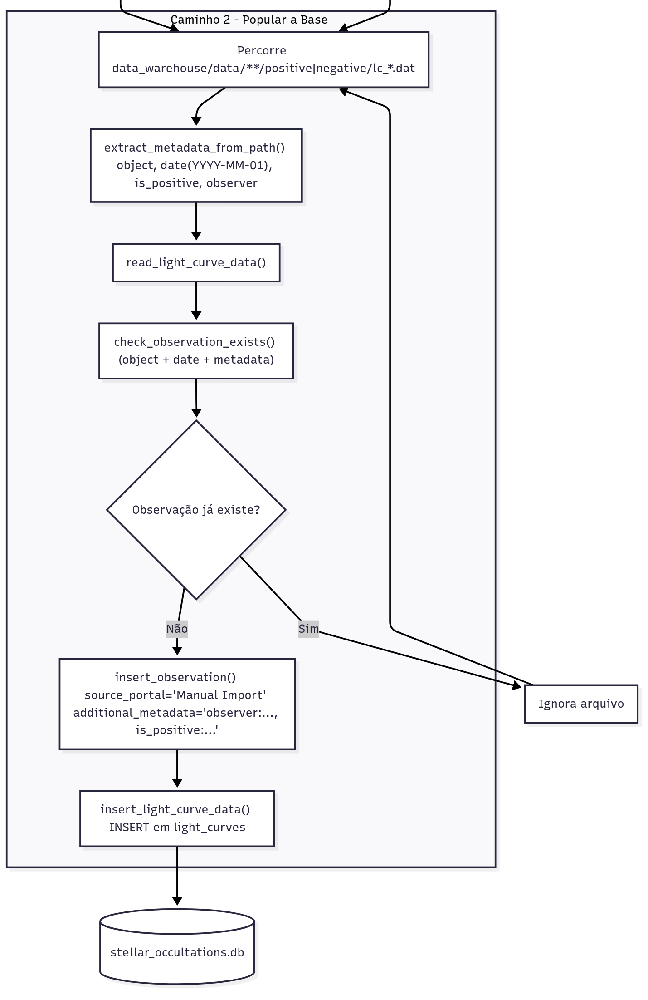 Caminho 2 - Popular a Base
Percorre
data_warehouse/data/**/positive|negative/lc_*.dat
extract_metadata_from_path()
object, date(YYYY-MM-01),
is_positive, observer
read_light_curve_data()
check_observation_exists()
(object + date + metadata)
Observação já existe?
Não
Sim
insert_observation()
source_portal='Manual Import'
additional_metadata='observer:...,
is_positive:...'
Ignora arquivo
insert_light_curve_data()
INSERT em light_curves
stellar_occultations.db